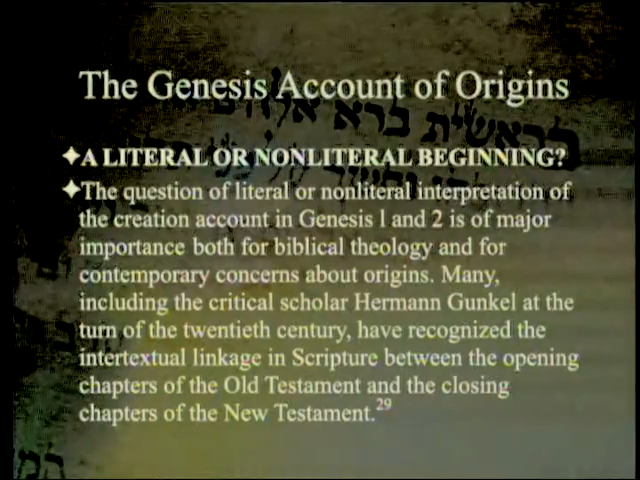 The Genesis Account of Origins
בראשית ברא אלהים
✦A LITERAL OR NONLITERAL BEGINNING?
✦The question of literal or nonliteral interpretation of
the creation account in Genesis l and 2 is of major
importance both for biblical theology and for
contemporary concerns about origins. Many,
including the critical scholar Hermann Gunkel at the
turn of the twentieth century, have recognized the
intertextual linkage in Scripture between the opening
chapters of the Old Testament and the closing
chapters of the New Testament.29